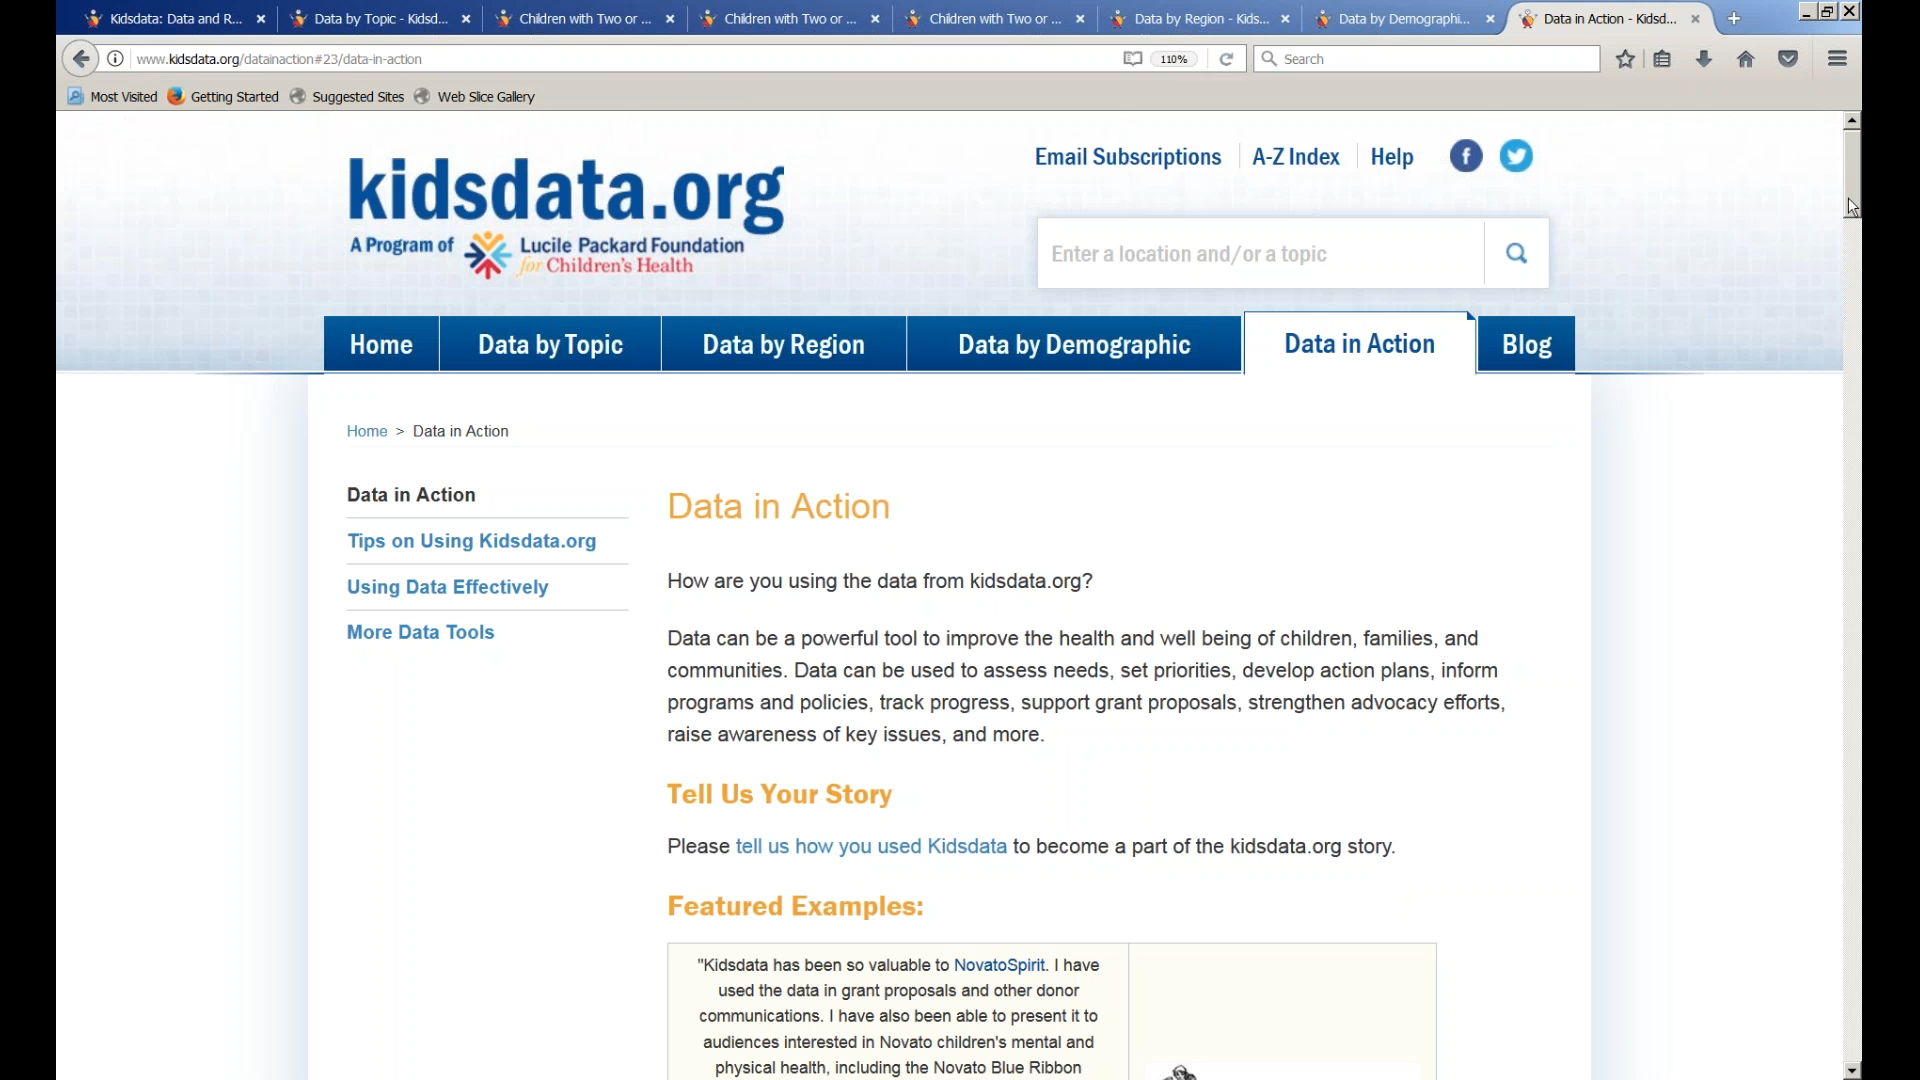 Kidsdata: Data and R...
Data by Topic - Kidsd...
Children with Two or ...
Children with Two or ...
Children with Two or ...
Data by Region - Kids...
Data by Demographi...
Data in Action - Kidsd...
www.kidsdata.org/datainaction#23/data-in-action
110%
Search
Most Visited
Getting Started
Suggested Sites
Web Slice Gallery
kidsdata.org
A Program of
Lucile Packard Foundation
for Children's Health
Email Subscriptions
A-Z Index
Help
Enter a location and/or a topic
Home
Data by Topic
Data by Region
Data by Demographic
Data in Action
Blog
Home > Data in Action
Data in Action
Tips on Using Kidsdata.org
Using Data Effectively
More Data Tools
Data in Action
How are you using the data from kidsdata.org?
Data can be a powerful tool to improve the health and well being of children, families, and
communities. Data can be used to assess needs, set priorities, develop action plans, inform
programs and policies, track progress, support grant proposals, strengthen advocacy efforts,
raise awareness of key issues, and more.
Tell Us Your Story
Please tell us how you used Kidsdata to become a part of the kidsdata.org story.
Featured Examples:
"Kidsdata has been so valuable to NovatoSpirit. I have
used the data in grant proposals and other donor
communications. I have also been able to present it to
audiences interested in Novato children's mental and
physical health, including the Novato Blue Ribbon